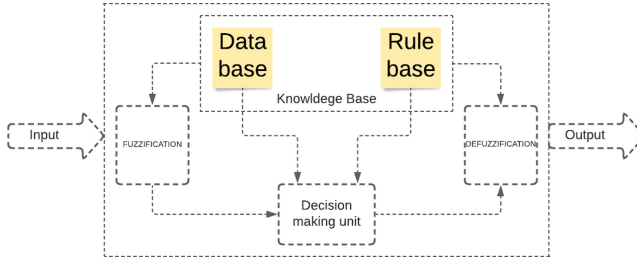 Data
base
Rule
base
Knowldege Base
Input
FUZZIFICATION
DEFUZZIFICATION
Output
Decision
making unit